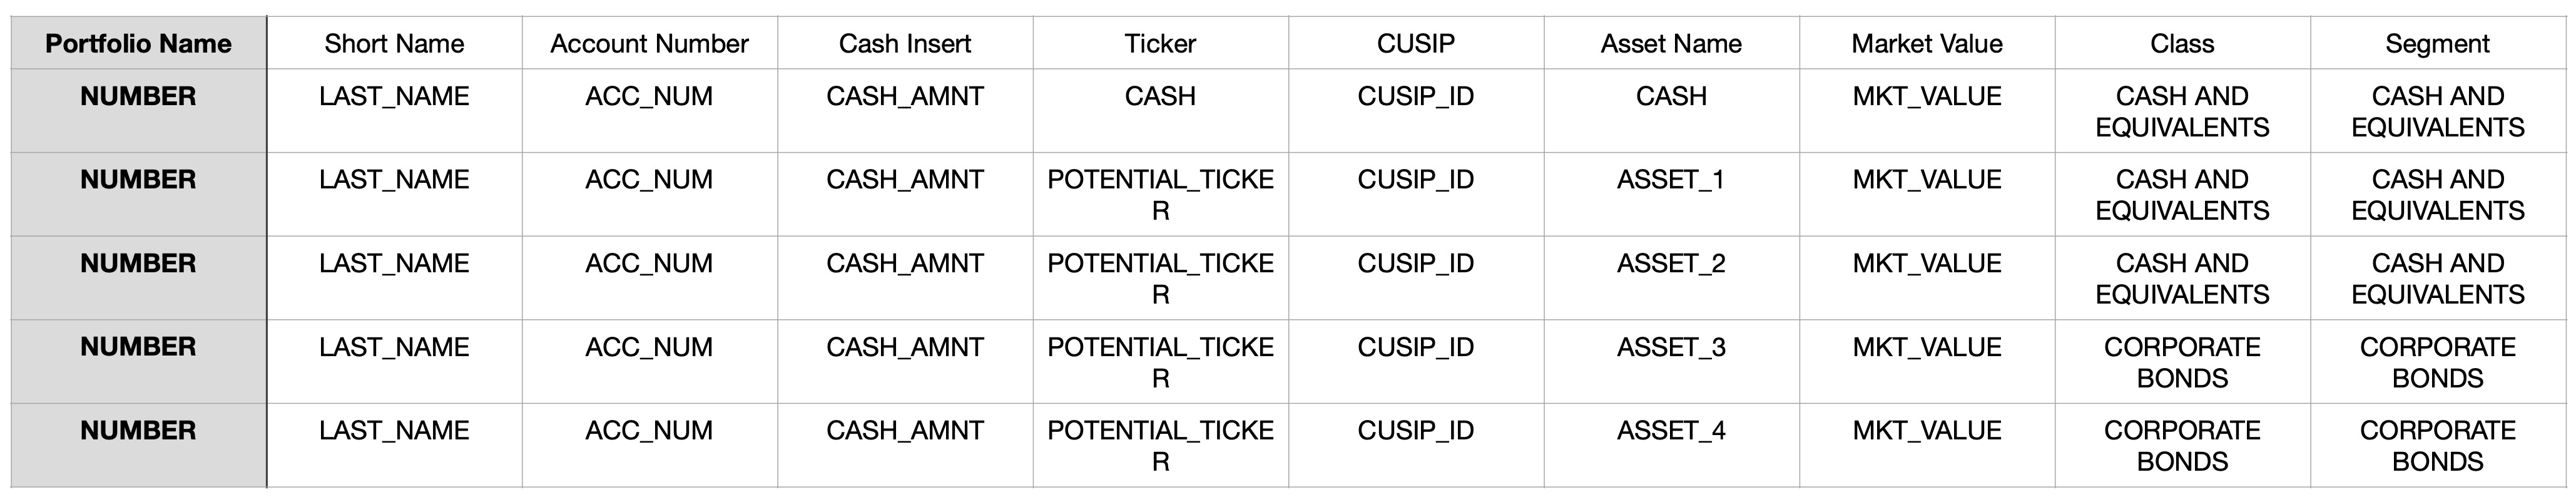 Portfolio Name Short Name Account Number Cash Insert Ticker CUSIP Asset Name Market Value Class Segment
NUMBER LAST_NAME ACC_NUM CASH_AMNT CASH CUSIP_ID CASH MKT_VALUE CASH AND CASH AND
EQUIVALENTS EQUIVALENTS
NUMBER LAST_NAME ACC_NUM CASH_AMNT POTENTIAL_TICKE CUSIP_ID ASSET_1 MKT_VALUE CASH AND CASH AND
R EQUIVALENTS EQUIVALENTS
NUMBER LAST_NAME ACC_NUM CASH_AMNT POTENTIAL_TICKE CUSIP_ID ASSET_2 MKT_VALUE CASH AND CASH AND
R EQUIVALENTS EQUIVALENTS
NUMBER LAST_NAME ACC_NUM CASH_AMNT POTENTIAL_TICKE CUSIP_ID ASSET_3 MKT_VALUE CORPORATE CORPORATE
R BONDS BONDS
NUMBER LAST_NAME ACC_NUM CASH_AMNT POTENTIAL_TICKE CUSIP_ID ASSET_4 MKT_VALUE CORPORATE CORPORATE
R BONDS BONDS